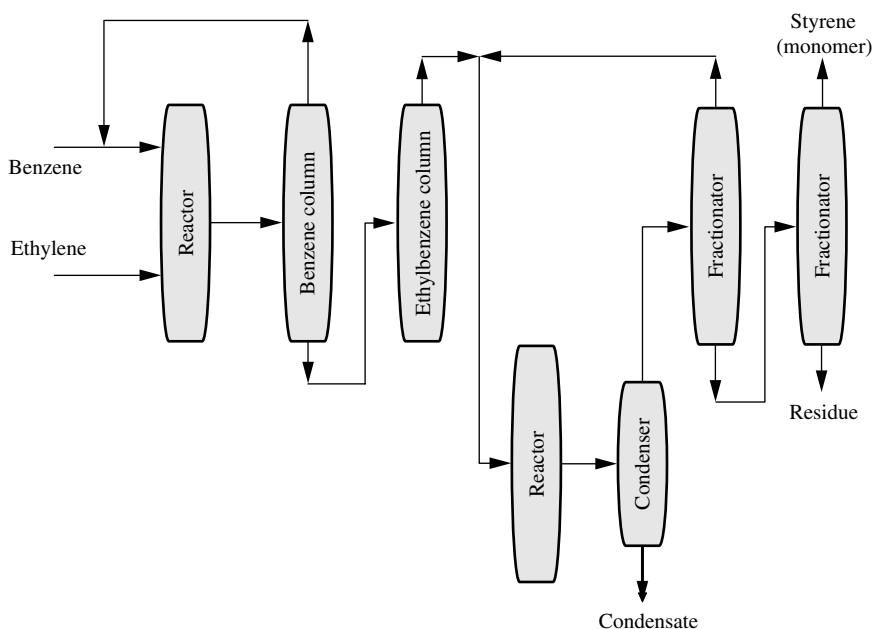 Styrene
(monomer)
Benzene
Ethylene
Reactor
Benzene column
Ethylbenzene column
Fractionator
Fractionator
Reactor
Condenser
Residue
Condensate